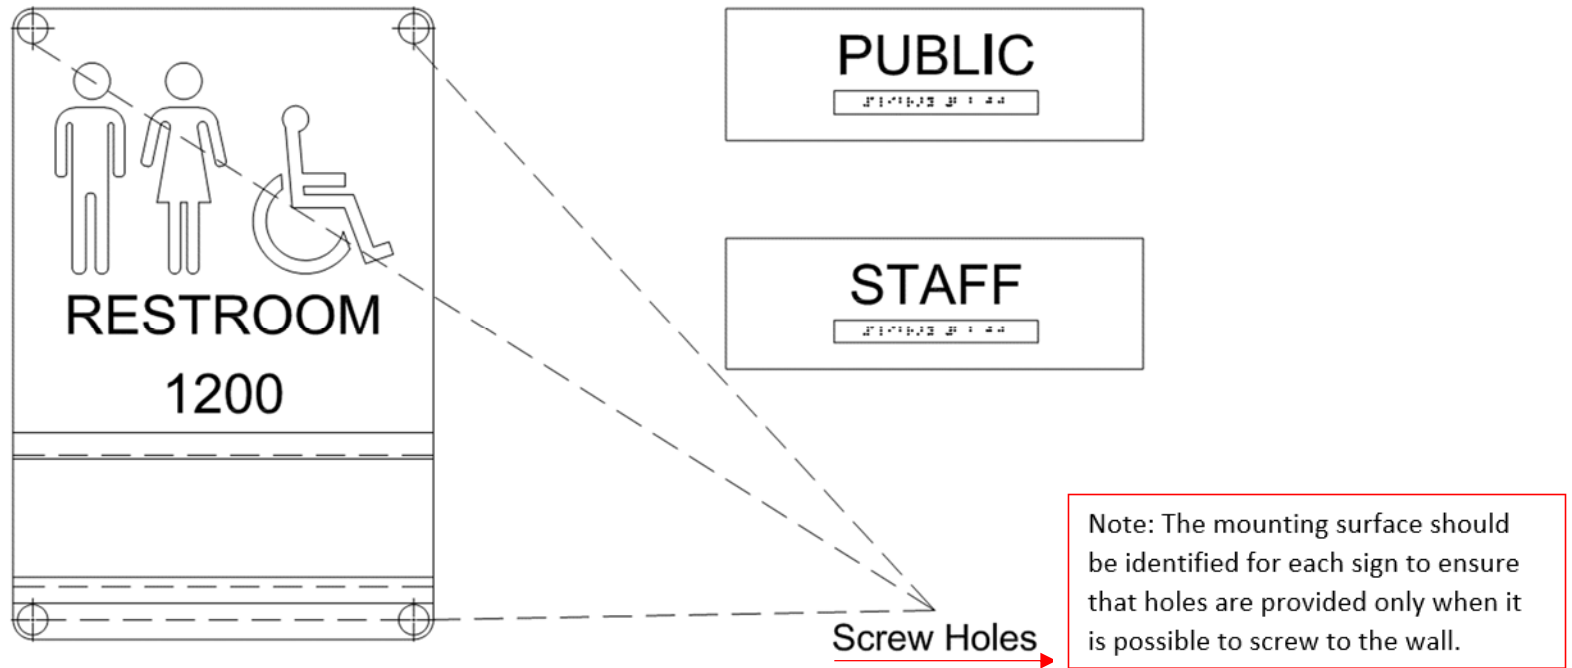 PUBLIC
STAFF
RESTROOM
1200
Screw Holes
Note: The mounting surface should
be identified for each sign to ensure
that holes are provided only when it
is possible to screw to the wall.